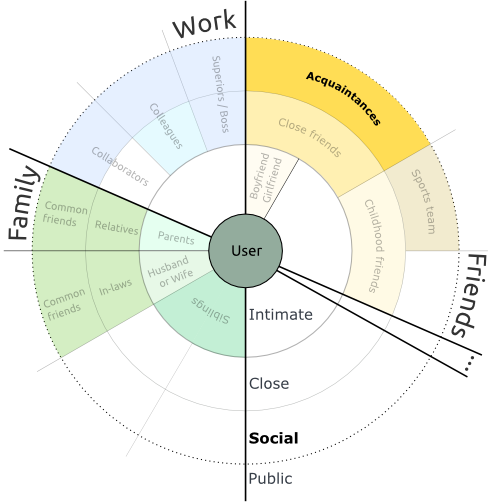 Work
Superiors / Boss
Acquaintances
Colleagues
Close friends
Collaborators
Boyfriend
Girlfriend
Family
Common
friends
Relatives
Parents
Sports team
Childhood friends
User
Husband
or Wife
In-laws
Common
friends
Siblings
Friends
...
Intimate
Close
Social
Public